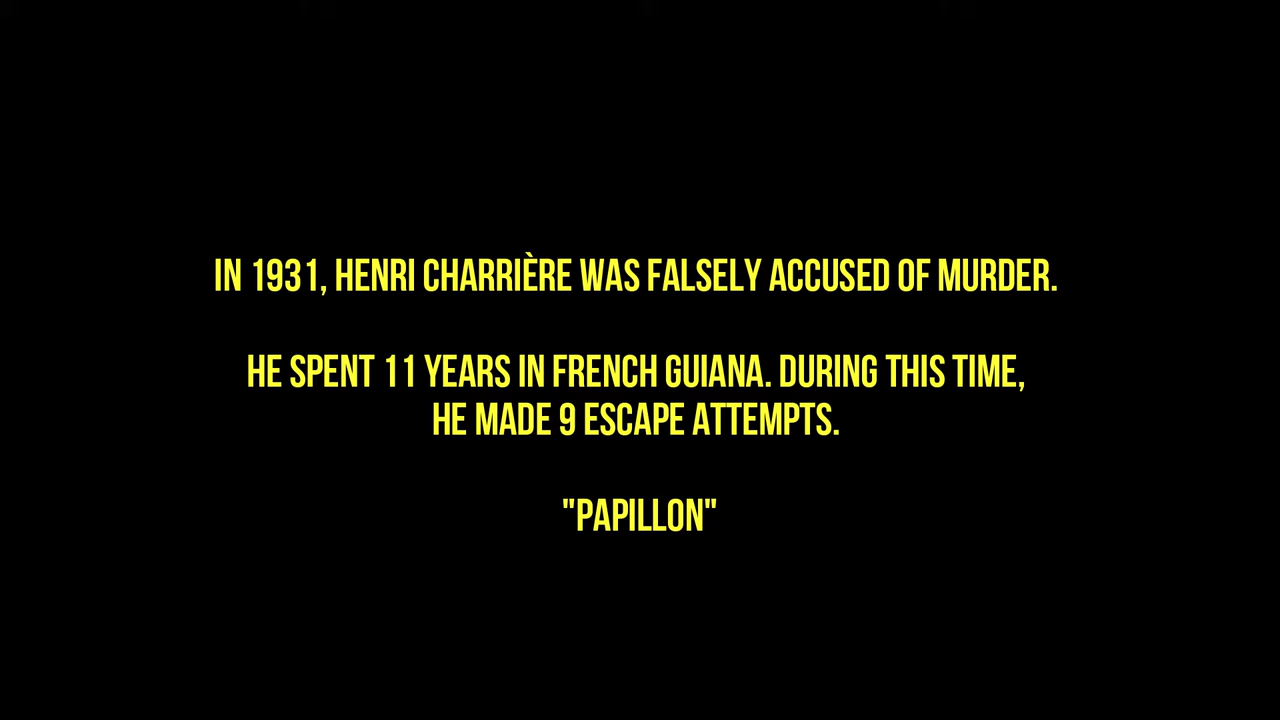 IN 1931, HENRI CHARRIÈRE WAS FALSELY ACCUSED OF MURDER.
HE SPENT 11 YEARS IN FRENCH GUIANA. DURING THIS TIME,
HE MADE 9 ESCAPE ATTEMPTS.
"PAPILLON"